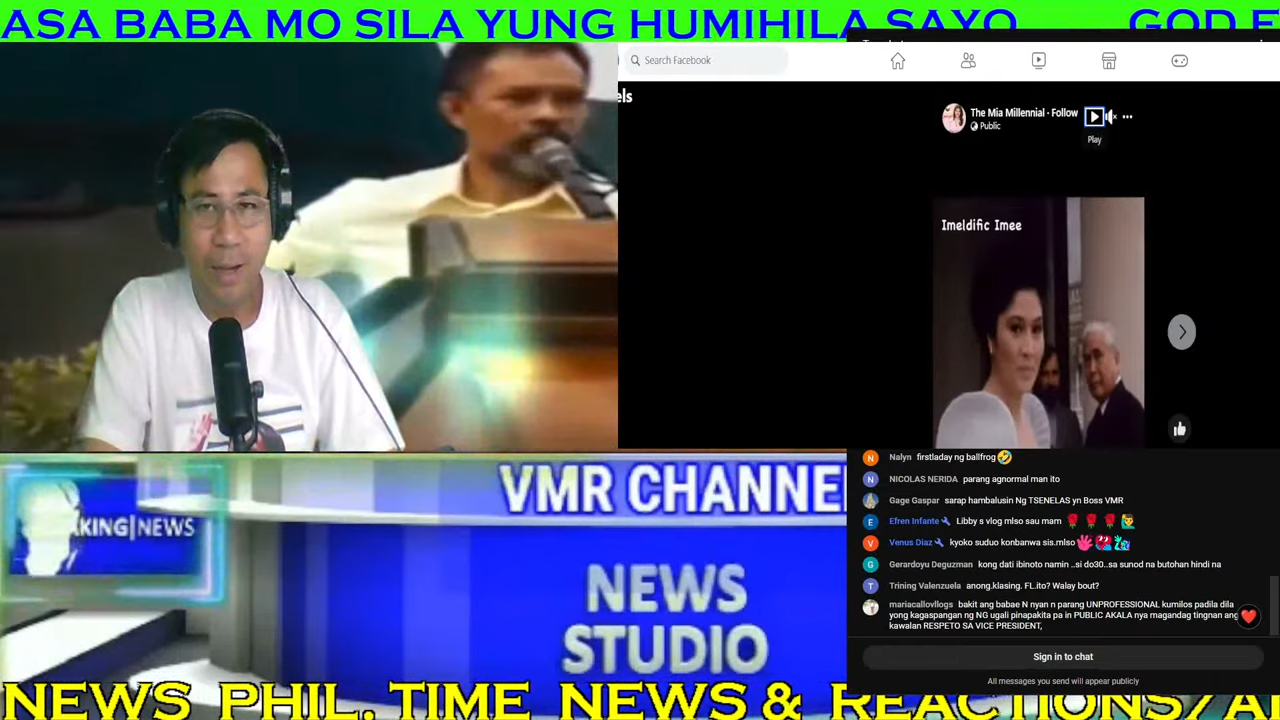 ASA BABA MO SILA YUNG HUMIHILA SAYO GOD
Search Facebook
els
The Mia Millennial · Follow
Public
Play
Imeldific Imee
Nalyn firstladay ng ballfrog
NICOLAS NERIDA parang agnormal man ito
Gage Gaspar sarap hambalusin Ng TSENELAS yn Boss VMR
Efren Infante Libby s vlog mlso sau mam
Venus Diaz kyoko suduo konbanwa sis.mlso
Gerardoyu Deguzman kong dati ibinoto namin ..si do30..sa sunod na butohan hindi na
Trining Valenzuela anong.klasing. FL.ito? Walay bout?
mariacallovllogs bakit ang babae N nyan n parang UNPROFESSIONAL kumilos padila dila
yong kagaspangan ng NG ugali pinapakita pa in PUBLIC AKALA nya magandag tingnan ang
kawalan RESPETO SA VICE PRESIDENT,
Sign in to chat
All messages you send will appear publicly
VMR CHANNE
AKING|NEWS
NEWS
STUDIO
NEWS PHIL. TIME NEWS & REACTIONS/A